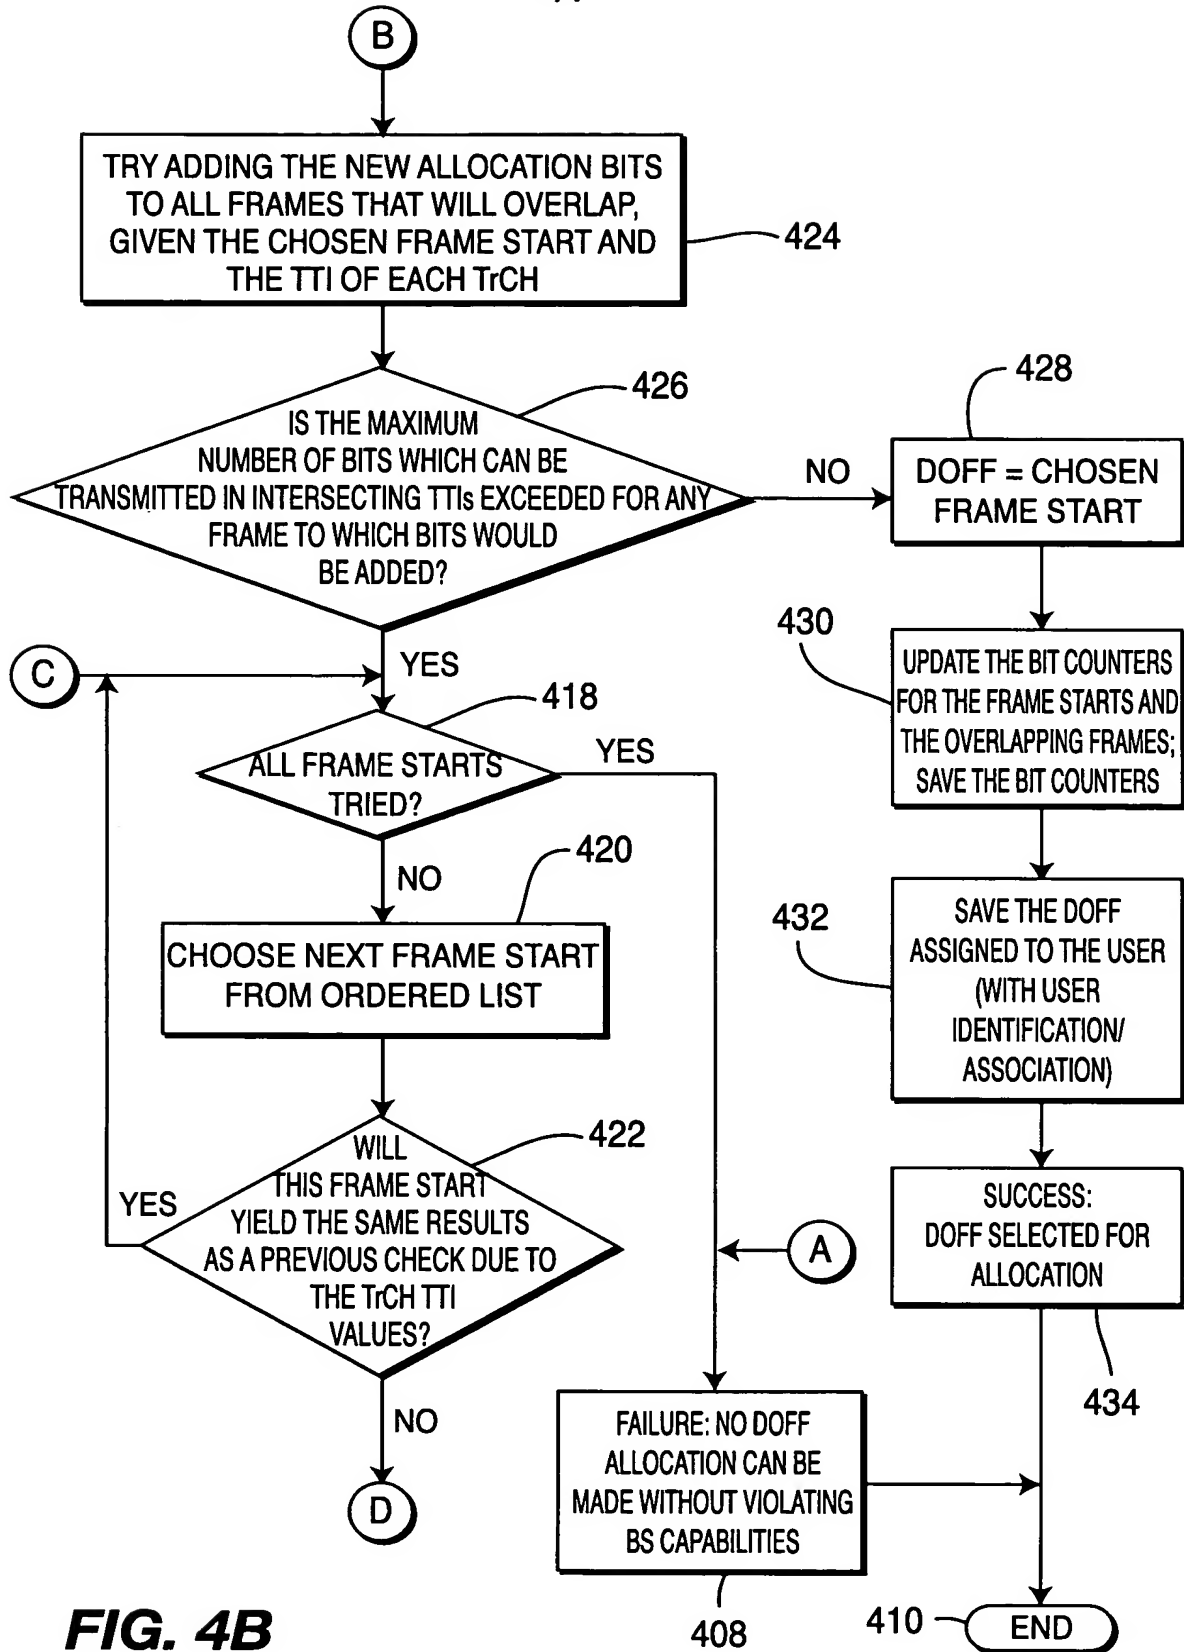 B
TRY ADDING THE NEW ALLOCATION BITS
TO ALL FRAMES THAT WILL OVERLAP,
GIVEN THE CHOSEN FRAME START AND
THE TTI OF EACH TrCH
424
IS THE MAXIMUM
NUMBER OF BITS WHICH CAN BE
TRANSMITTED IN INTERSECTING TTIs EXCEEDED FOR ANY
FRAME TO WHICH BITS WOULD
BE ADDED?
426
NO
428
DOFF = CHOSEN
FRAME START
430
UPDATE THE BIT COUNTERS
FOR THE FRAME STARTS AND
THE OVERLAPPING FRAMES;
SAVE THE BIT COUNTERS
C
YES
418
ALL FRAME STARTS
TRIED?
YES
NO
420
CHOOSE NEXT FRAME START
FROM ORDERED LIST
432
SAVE THE DOFF
ASSIGNED TO THE USER
(WITH USER
IDENTIFICATION/
ASSOCIATION)
422
WILL
THIS FRAME START
YIELD THE SAME RESULTS
AS A PREVIOUS CHECK DUE TO
THE TrCH TTI
VALUES?
YES
NO
D
A
SUCCESS:
DOFF SELECTED FOR
ALLOCATION
434
FAILURE: NO DOFF
ALLOCATION CAN BE
MADE WITHOUT VIOLATING
BS CAPABILITIES
408
410
END
FIG. 4B